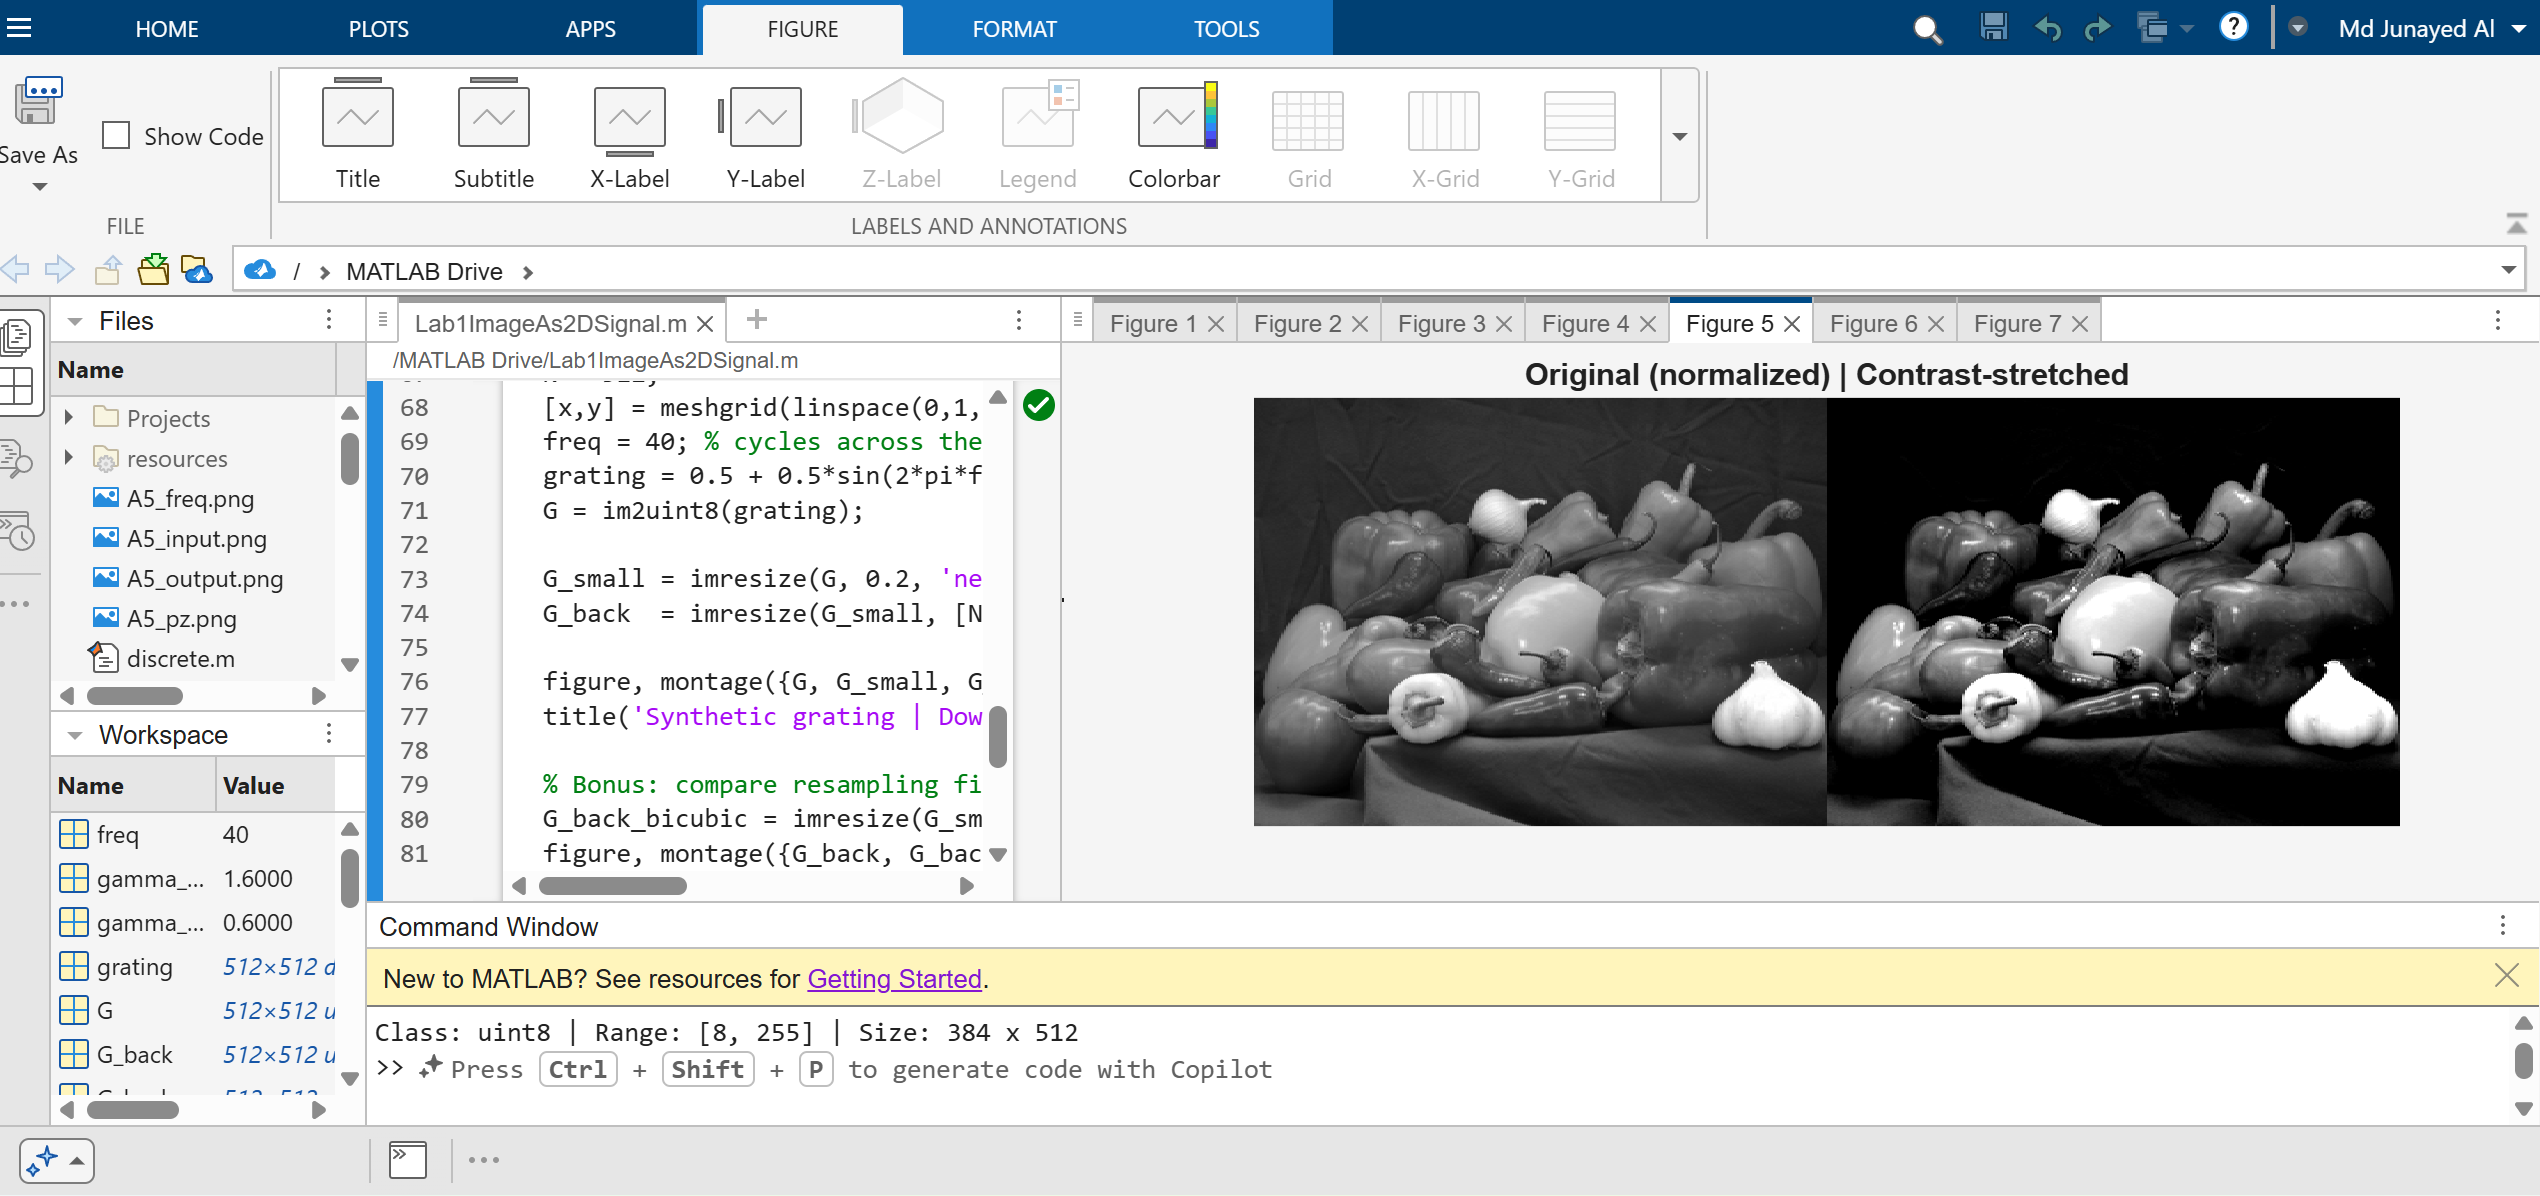 HOME PLOTS APPS FIGURE FORMAT TOOLS Md Junayed Al
Save As
Show Code
Title Subtitle X-Label Y-Label Z-Label Legend Colorbar Grid X-Grid Y-Grid
FILE LABELS AND ANNOTATIONS
/ › MATLAB Drive ›
Files
Name
Projects
resources
A5_freq.png
A5_input.png
A5_output.png
A5_pz.png
discrete.m
Workspace
Name Value
freq 40
gamma_... 1.6000
gamma_... 0.6000
grating 512×512 d
G 512×512 u
G_back 512×512 u
Lab1ImageAs2DSignal.m
/MATLAB Drive/Lab1ImageAs2DSignal.m
68 [x,y] = meshgrid(linspace(0,1,
69 freq = 40; % cycles across the
70 grating = 0.5 + 0.5*sin(2*pi*f
71 G = im2uint8(grating);
72
73 G_small = imresize(G, 0.2, 'ne
74 G_back = imresize(G_small, [N
75
76 figure, montage({G, G_small, G
77 title('Synthetic grating | Dow
78
79 % Bonus: compare resampling fi
80 G_back_bicubic = imresize(G_sm
81 figure, montage({G_back, G_bac
Figure 1 Figure 2 Figure 3 Figure 4 Figure 5 Figure 6 Figure 7
Original (normalized) | Contrast-stretched
Command Window
New to MATLAB? See resources for Getting Started.
Class: uint8 | Range: [8, 255] | Size: 384 x 512
>> Press Ctrl + Shift + P to generate code with Copilot